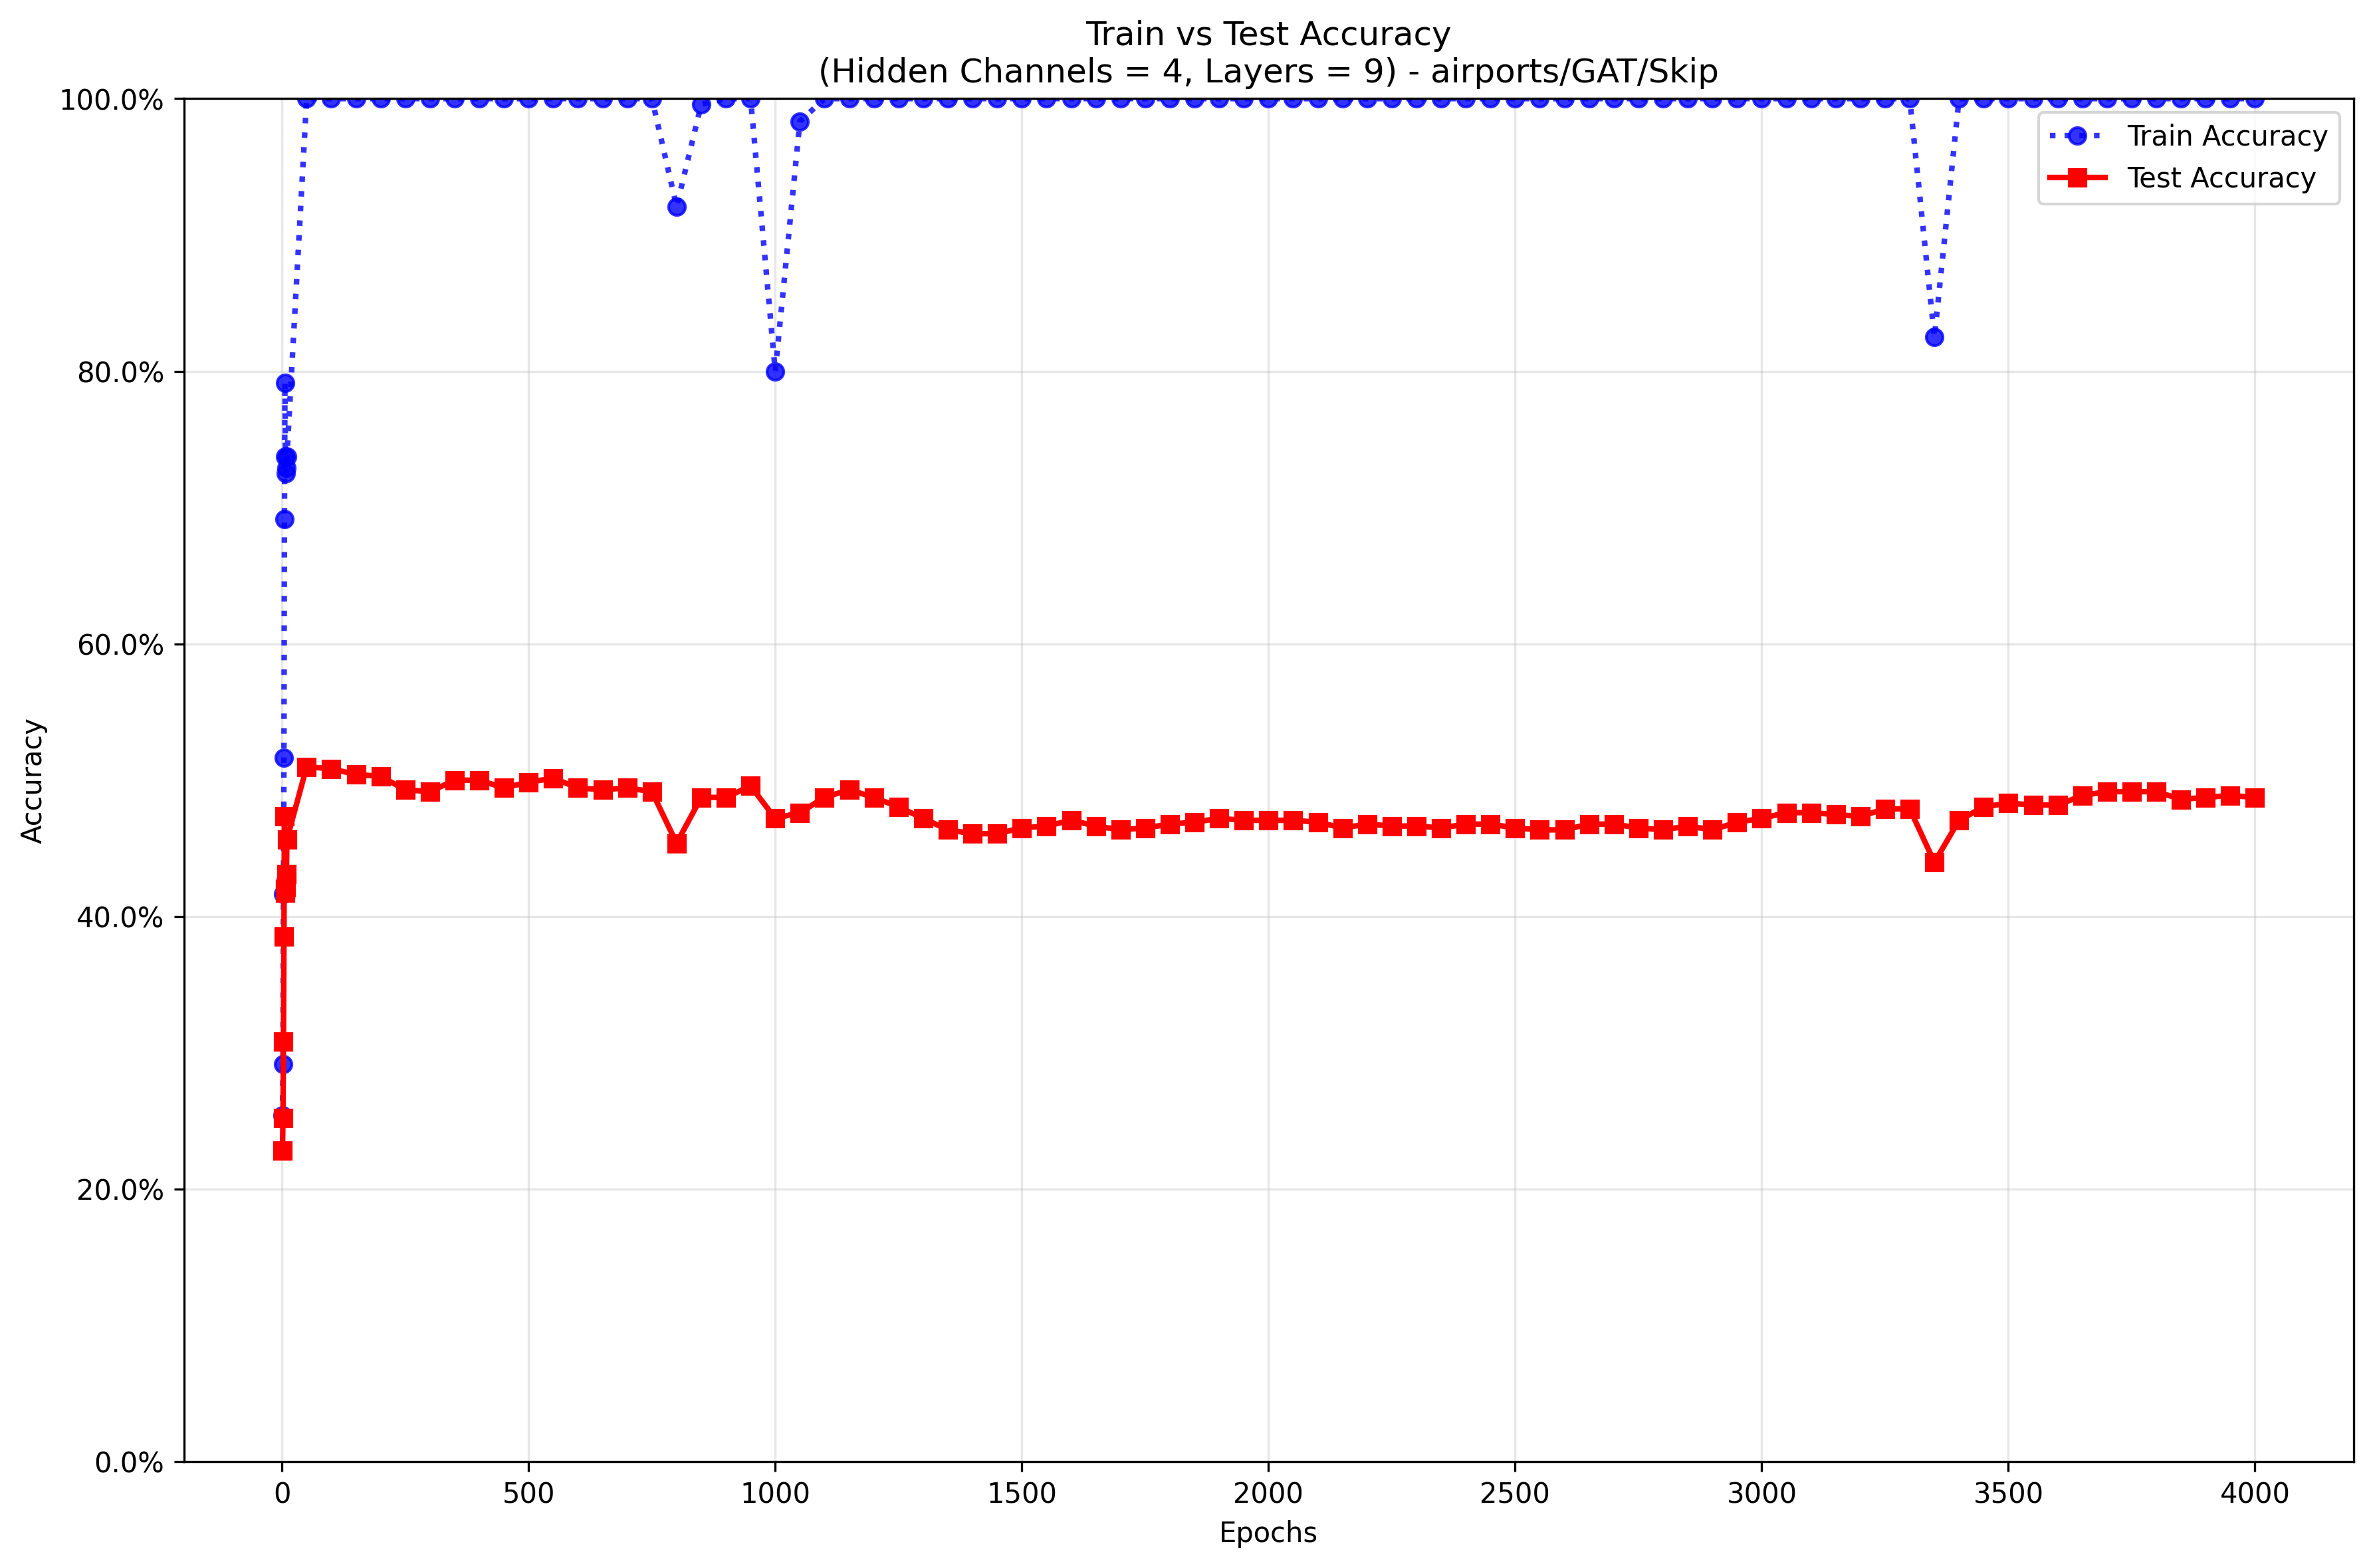 Train vs Test Accuracy
(Hidden Channels = 4, Layers = 9) - airports/GAT/Skip
100.0%
80.0%
60.0%
40.0%
20.0%
0.0%
Accuracy
Train Accuracy
Test Accuracy
0 500 1000 1500 2000 2500 3000 3500 4000
Epochs